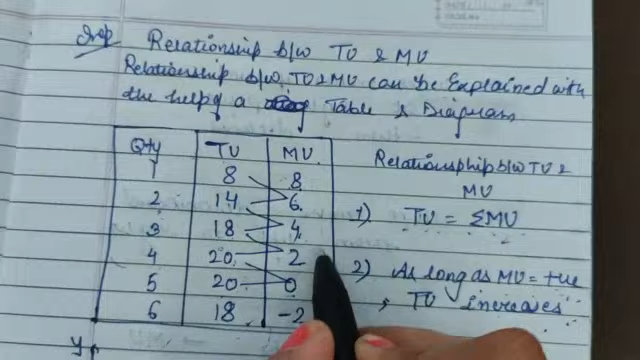 Imp Relationship b/w TU & MU
Relationship b/w TU & MU can be Explained with
the help of a Table & Diagram
Qty TU MU
1 8 8
2 14 6
3 18 4
4 20 2
5 20 0
6 18 -2
Relationship b/w TU &
MU
1) TU = ΣMU
2) As long as MU = +ve
, TU increases
Y